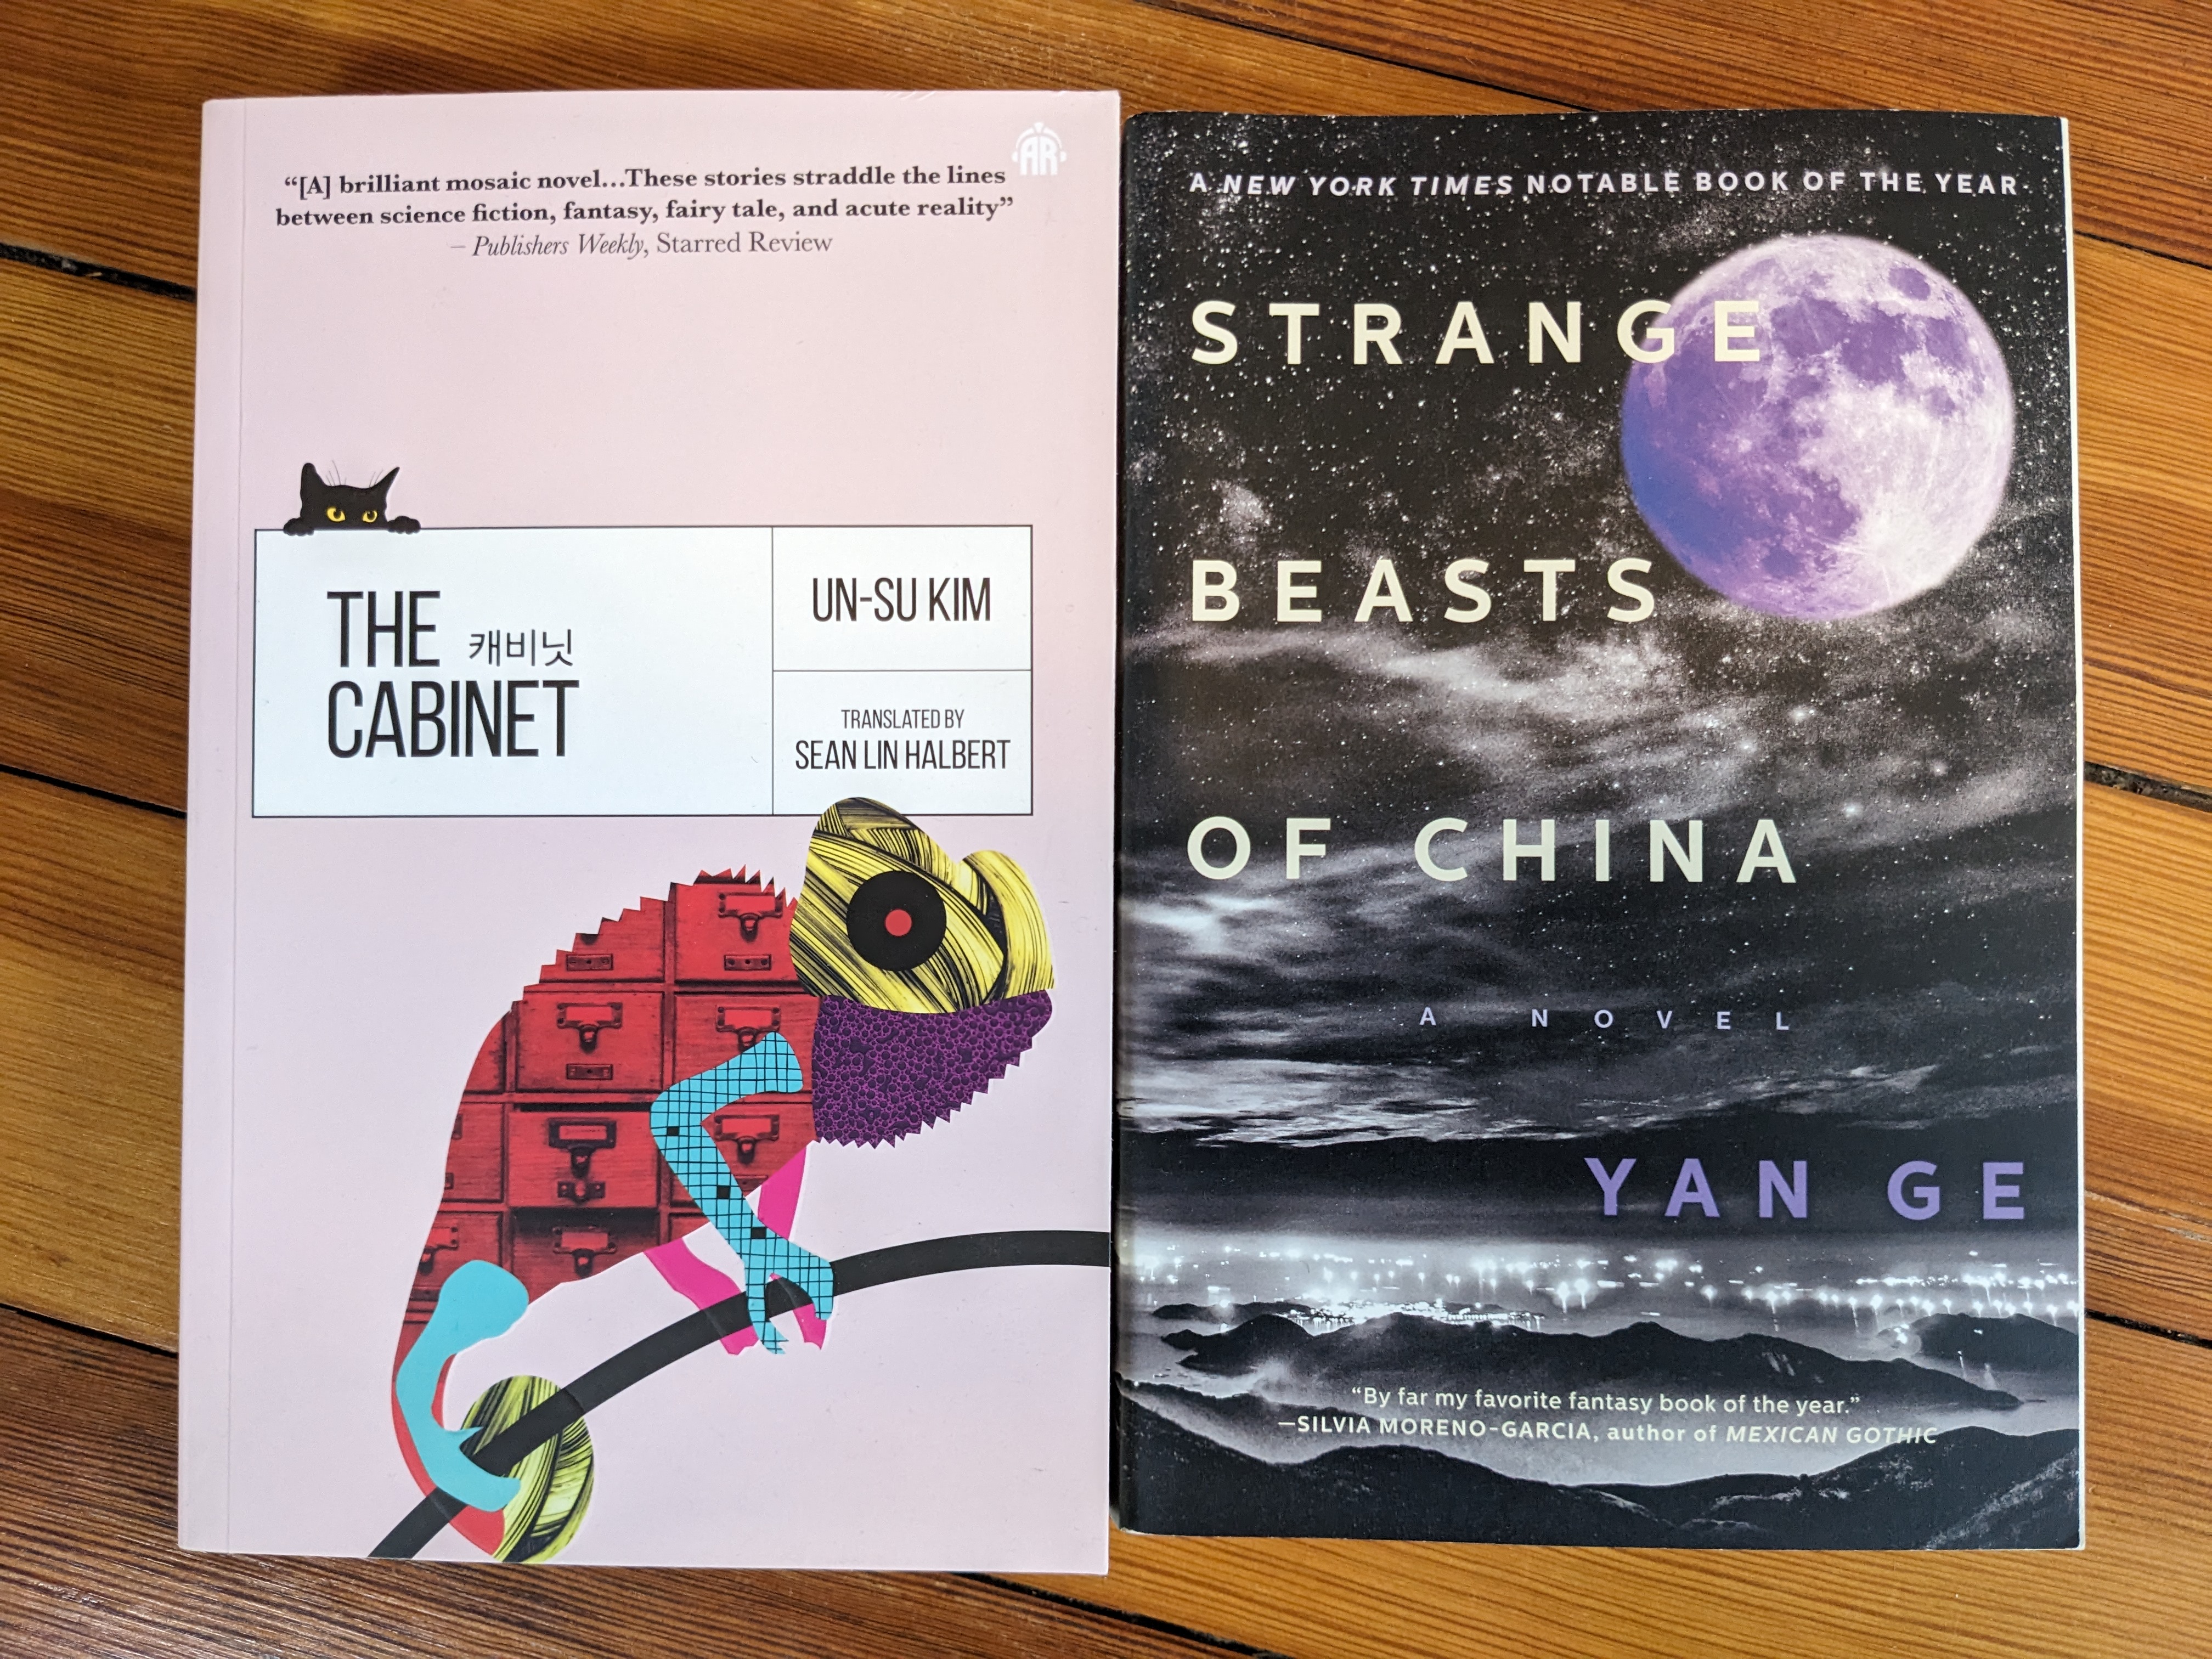 “[A] brilliant mosaic novel...These stories straddle the lines
between science fiction, fantasy, fairy tale, and acute reality”
– Publishers Weekly, Starred Review
AR
THE 캐비닛
CABINET
UN-SU KIM
TRANSLATED BY
SEAN LIN HALBERT
A NEW YORK TIMES NOTABLE BOOK OF THE YEAR
STRANGE
BEASTS
OF CHINA
A NOVEL
YAN GE
“By far my favorite fantasy book of the year.”
—SILVIA MORENO-GARCIA, author of MEXICAN GOTHIC